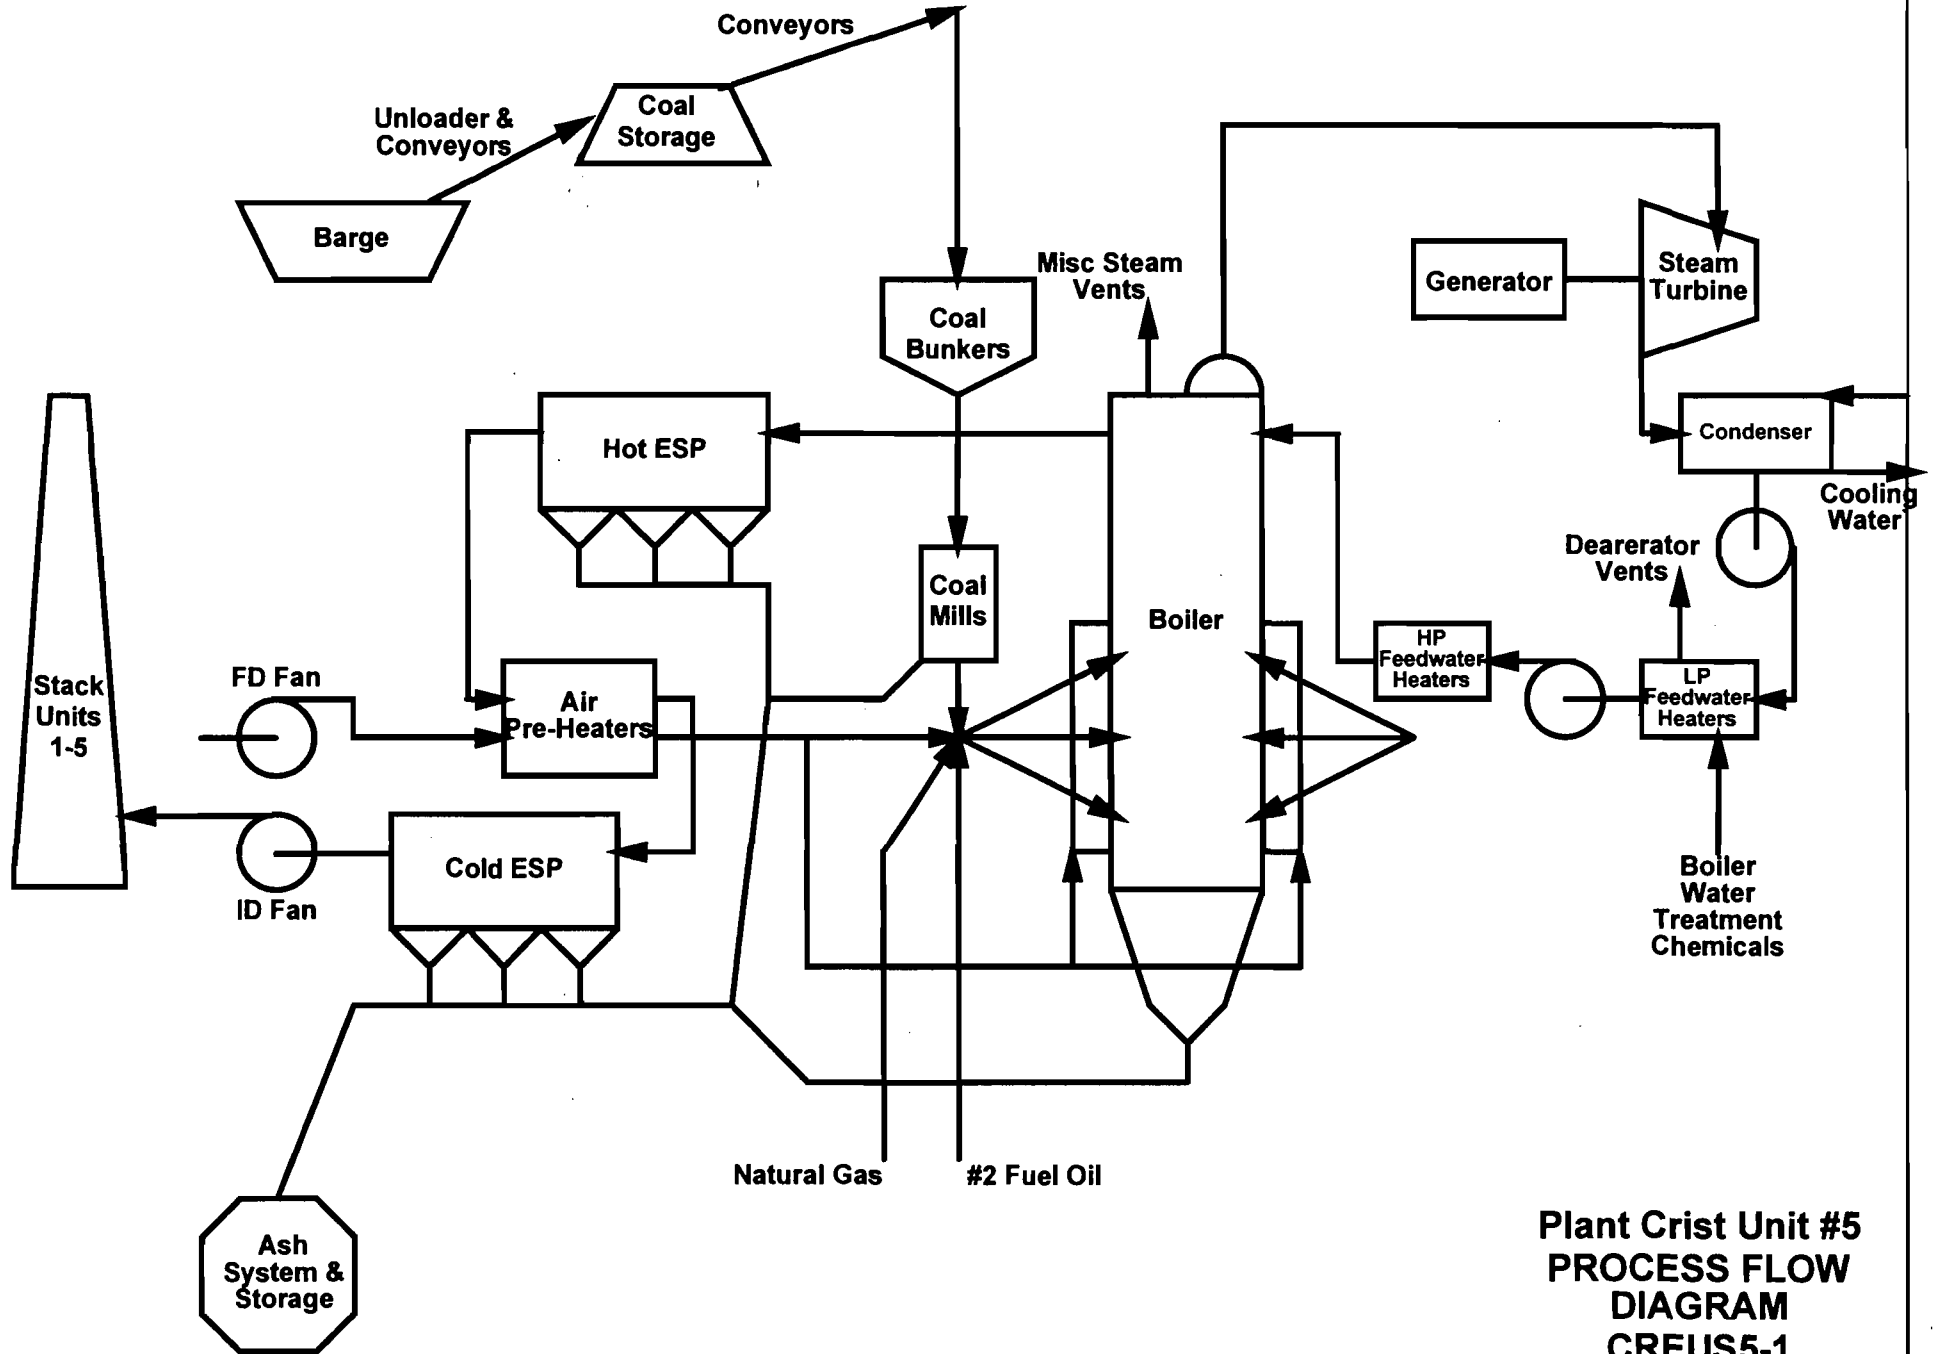 Conveyors
Unloader &
Conveyors
Coal
Storage
Barge
Misc Steam
Vents
Coal
Bunkers
Generator
Steam
Turbine
Hot ESP
Condenser
Cooling
Water
Dearerator
Vents
Coal
Mills
Boiler
HP
Feedwater
Heaters
LP
Feedwater
Heaters
Stack
Units
1-5
FD Fan
Air
Pre-Heaters
Cold ESP
ID Fan
Boiler
Water
Treatment
Chemicals
Natural Gas
#2 Fuel Oil
Ash
System &
Storage
Plant Crist Unit #5
PROCESS FLOW
DIAGRAM
CREUS5-1